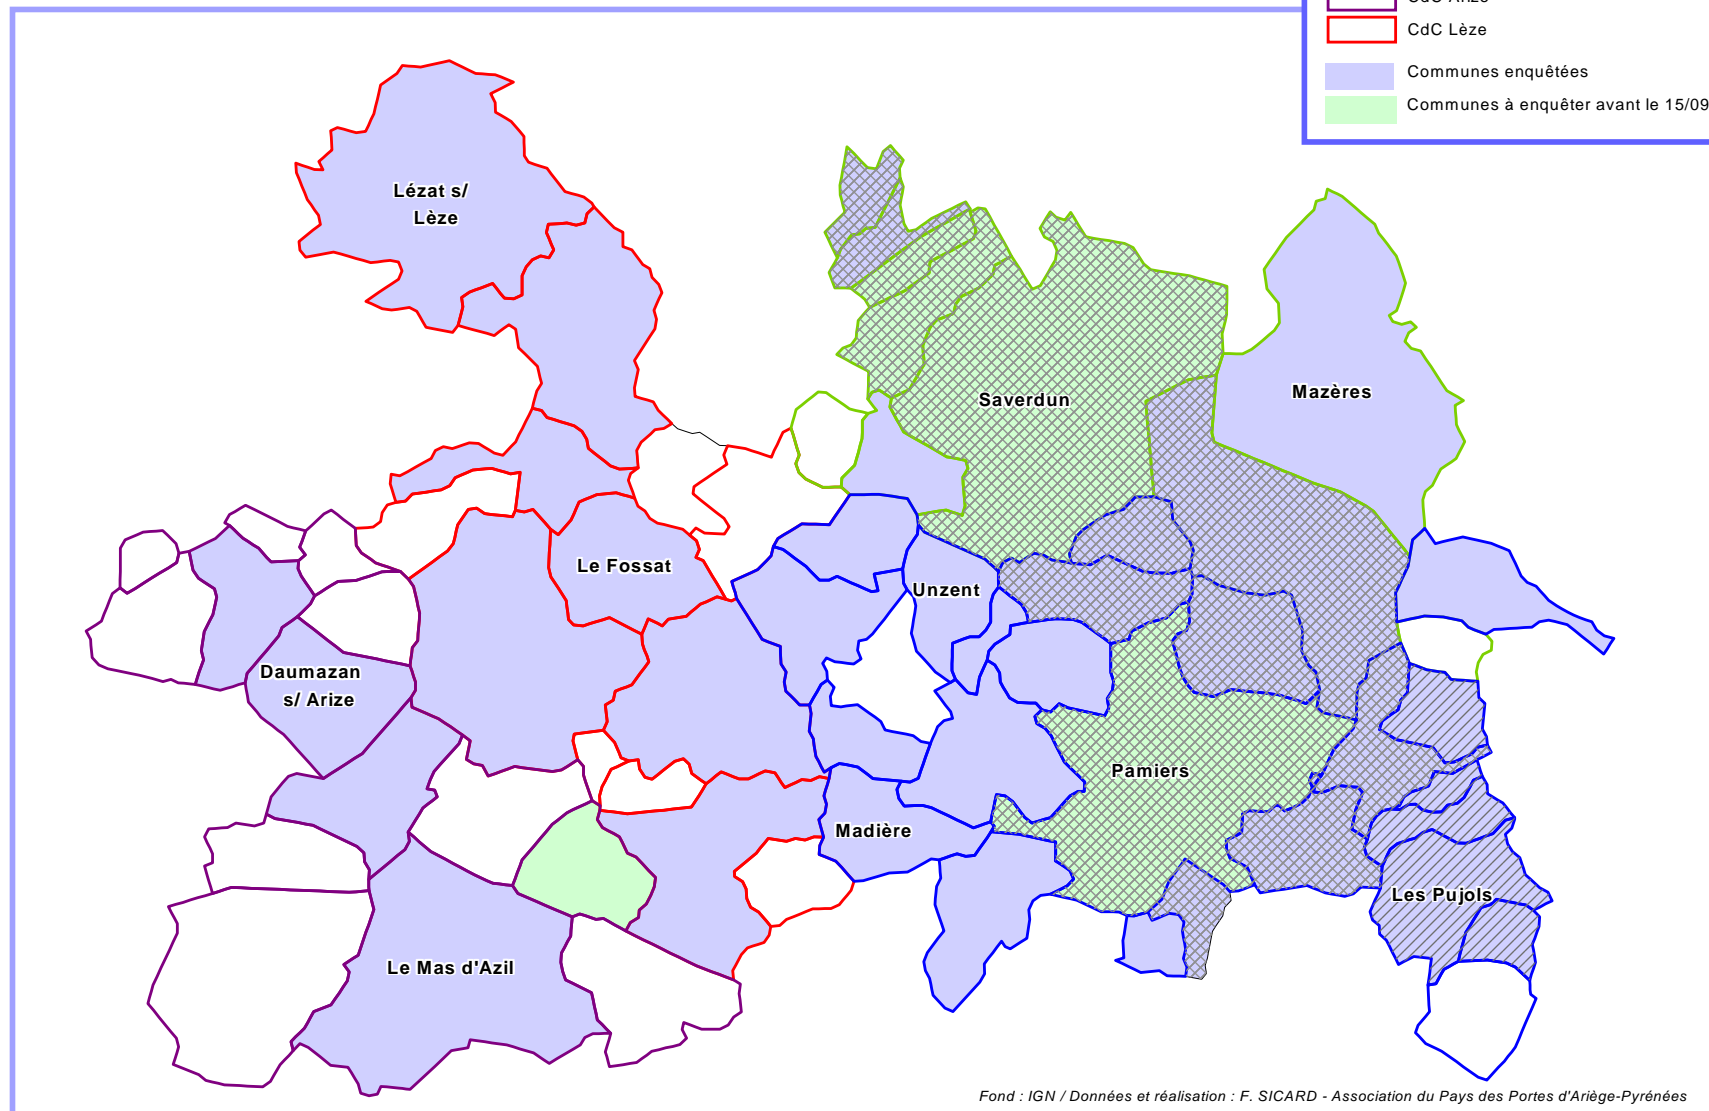 CdC Arize
CdC Lèze
Communes enquêtées
Communes à enquêter avant le 15/09
Lézat s/
Lèze
Saverdun
Mazères
Le Fossat
Unzent
Daumazan
s/ Arize
Pamiers
Madière
Les Pujols
Le Mas d'Azil
Fond : IGN / Données et réalisation : F. SICARD - Association du Pays des Portes d'Ariège-Pyrénées